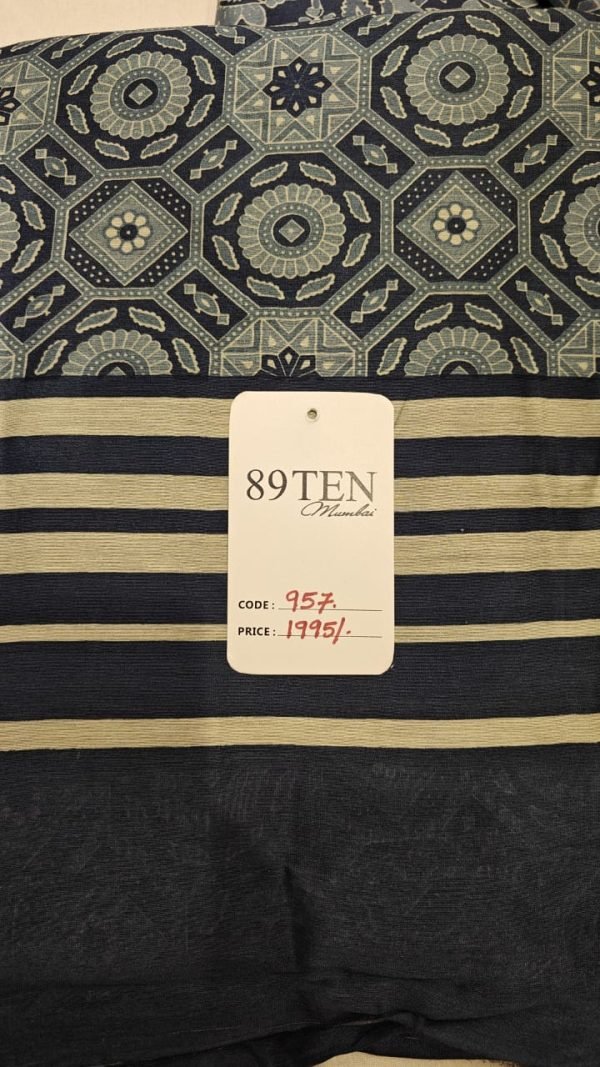 89TEN
Mumbai
CODE : 957.
PRICE : 1995/-